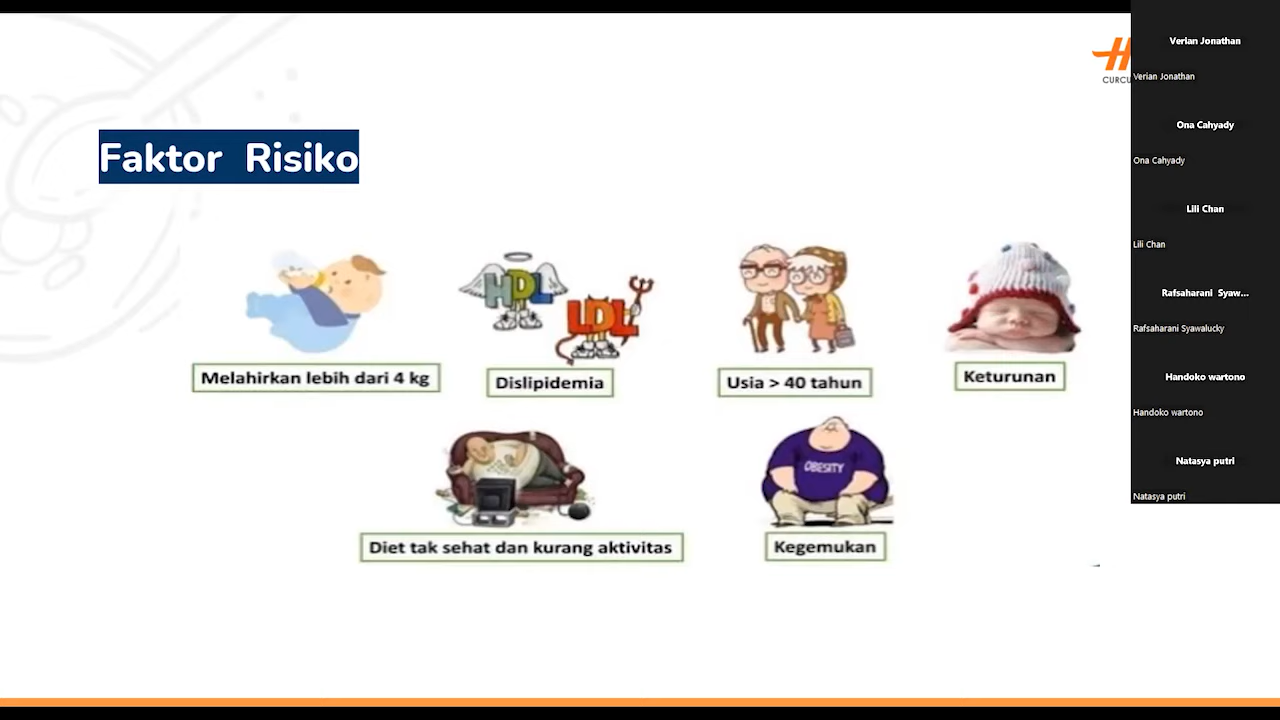 Faktor Risiko
HDL
LDL
Melahirkan lebih dari 4 kg
Dislipidemia
Usia > 40 tahun
Keturunan
OBESITY
Diet tak sehat dan kurang aktivitas
Kegemukan
H
CURCU
Verian Jonathan
Verian Jonathan
Ona Cahyady
Ona Cahyady
Lili Chan
Lili Chan
Rafsaharani Syaw...
Rafsaharani Syawalucky
Handoko wartono
Handoko wartono
Natasya putri
Natasya putri